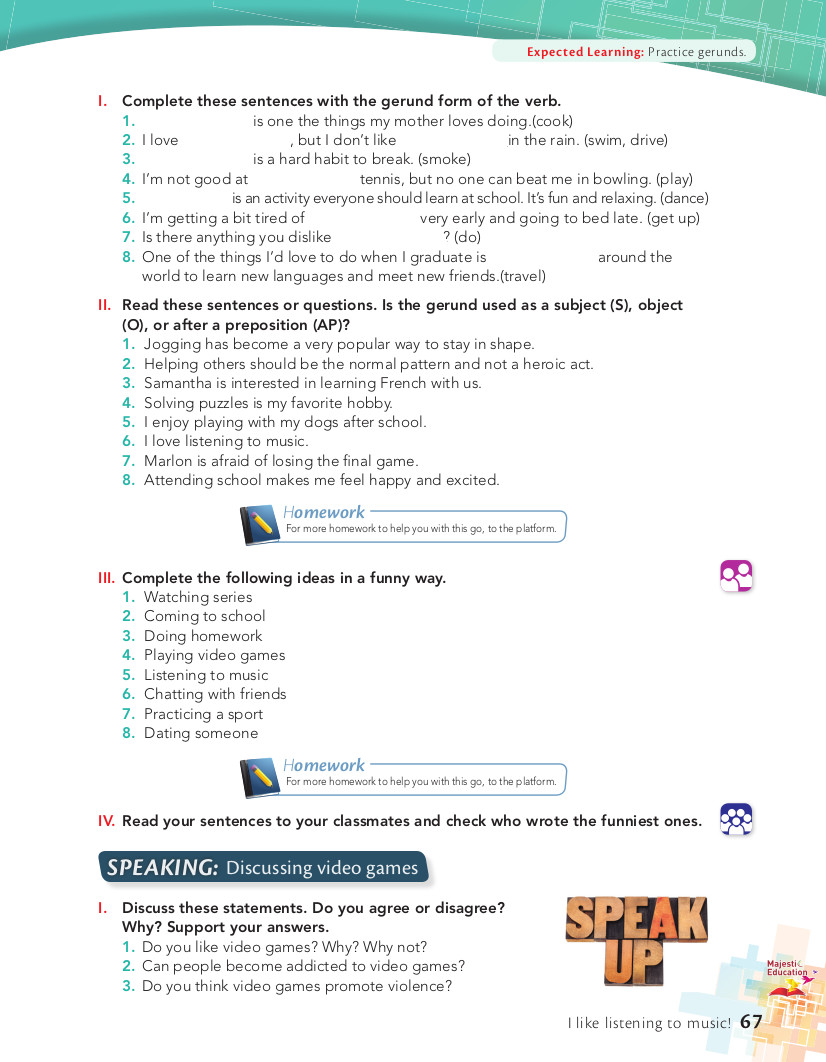 Expected Learning: Practice gerunds.
I. Complete these sentences with the gerund form of the verb.
1. is one the things my mother loves doing.(cook)
2. I love , but I don't like in the rain. (swim, drive)
3. is a hard habit to break. (smoke)
4. I'm not good at tennis, but no one can beat me in bowling. (play)
5. is an activity everyone should learn at school. It's fun and relaxing. (dance)
6. I'm getting a bit tired of very early and going to bed late. (get up)
7. Is there anything you dislike ? (do)
8. One of the things I'd love to do when I graduate is around the
world to learn new languages and meet new friends.(travel)
II. Read these sentences or questions. Is the gerund used as a subject (S), object
(O), or after a preposition (AP)?
1. Jogging has become a very popular way to stay in shape.
2. Helping others should be the normal pattern and not a heroic act.
3. Samantha is interested in learning French with us.
4. Solving puzzles is my favorite hobby.
5. I enjoy playing with my dogs after school.
6. I love listening to music.
7. Marlon is afraid of losing the final game.
8. Attending school makes me feel happy and excited.
Homework
For more homework to help you with this go, to the platform.
III. Complete the following ideas in a funny way.
1. Watching series
2. Coming to school
3. Doing homework
4. Playing video games
5. Listening to music
6. Chatting with friends
7. Practicing a sport
8. Dating someone
Homework
For more homework to help you with this go, to the platform.
IV. Read your sentences to your classmates and check who wrote the funniest ones.
SPEAKING: Discussing video games
I. Discuss these statements. Do you agree or disagree?
Why? Support your answers.
1. Do you like video games? Why? Why not?
2. Can people become addicted to video games?
3. Do you think video games promote violence?
SPEAK
UP
Majestic
Education
I like listening to music! 67